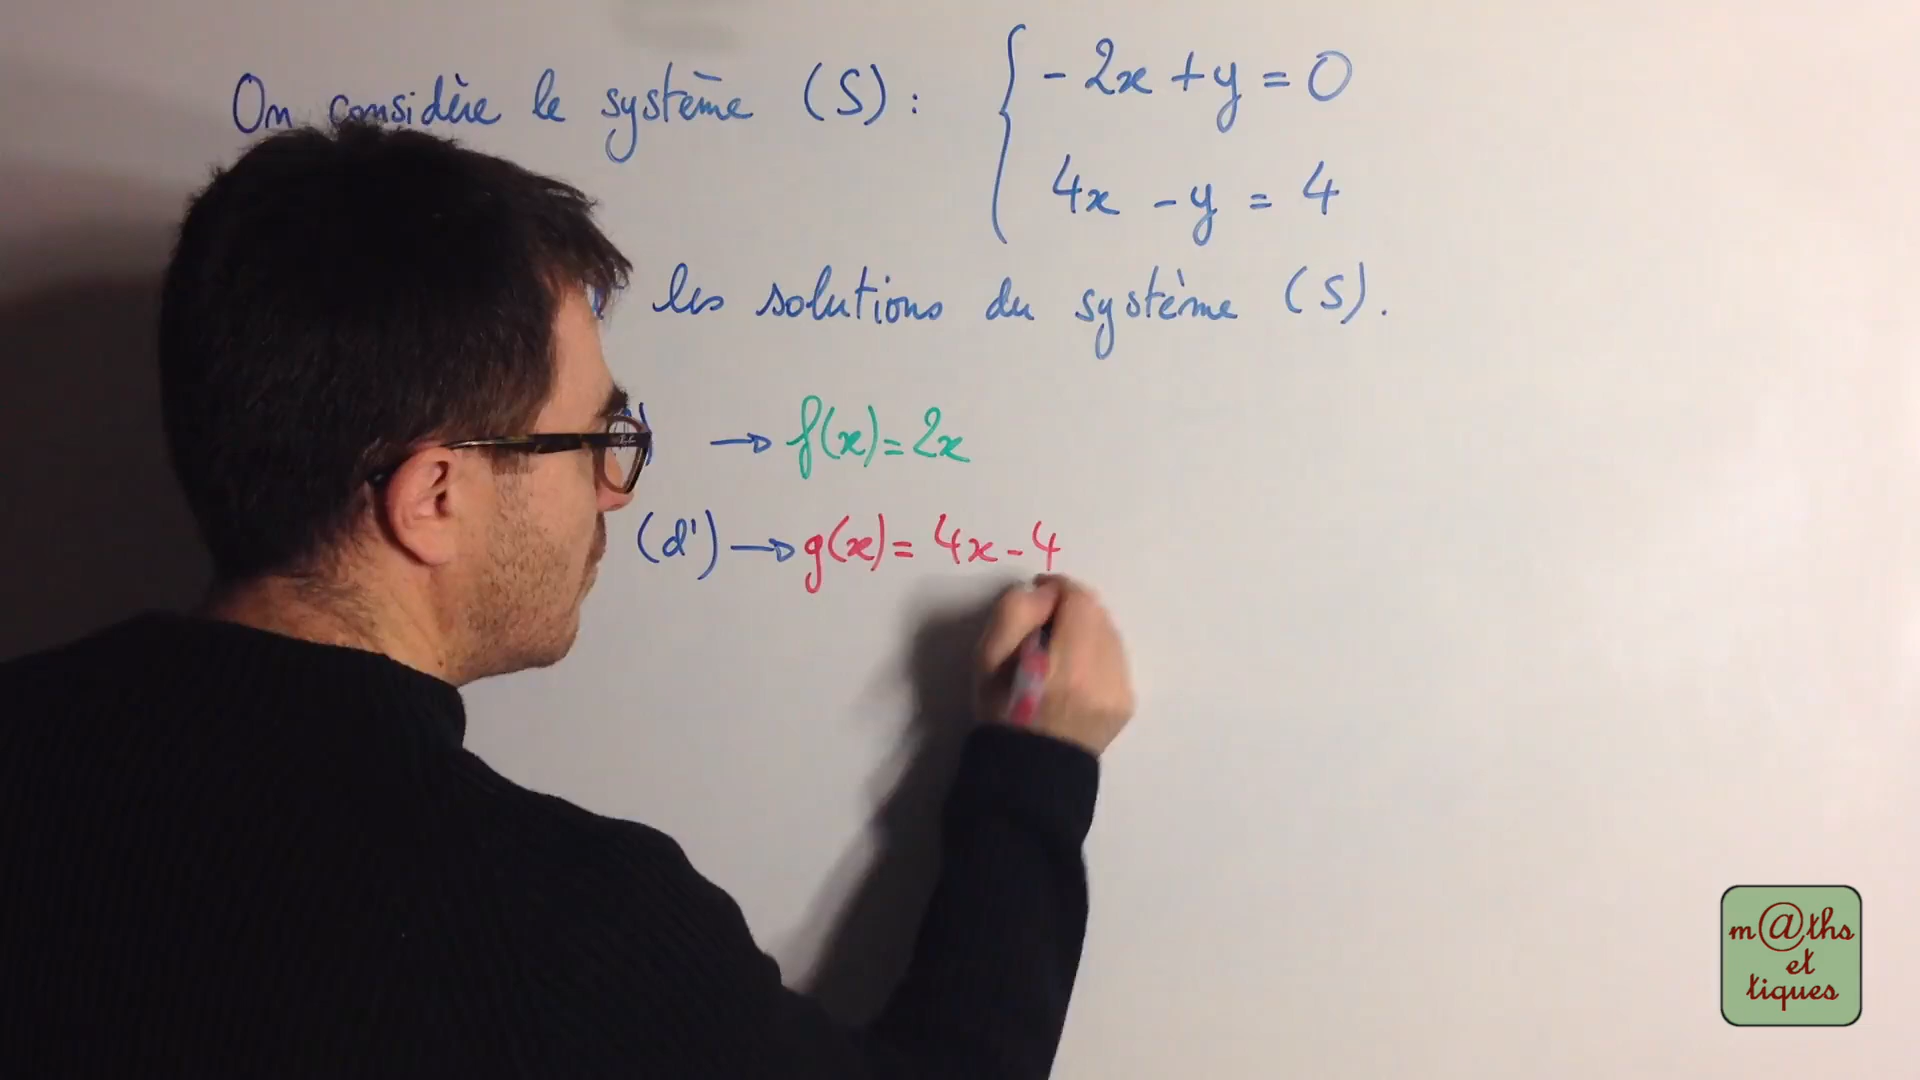 On considère le système (S) : { -2x + y = 0
4x - y = 4
les solutions du système (S).
→ f(x) = 2x
(d') → g(x) = 4x - 4
m@ths
et
tiques